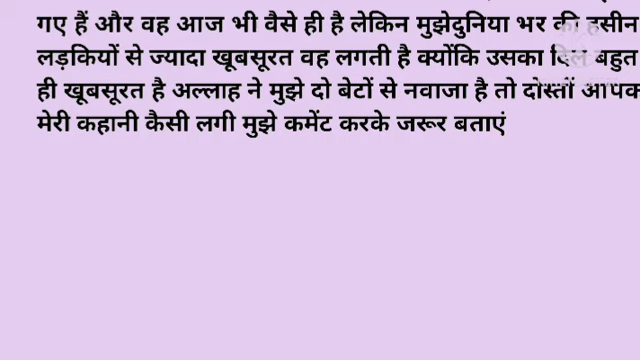 गए हैं और वह आज भी वैसे ही है लेकिन मुझेदुनिया भर की हसीन
लड़कियों से ज्यादा खूबसूरत वह लगती है क्योंकि उसका दिल बहुत
ही खूबसूरत है अल्लाह ने मुझे दो बेटों से नवाजा है तो दोस्तों आपक
मेरी कहानी कैसी लगी मुझे कमेंट करके जरूर बताएं